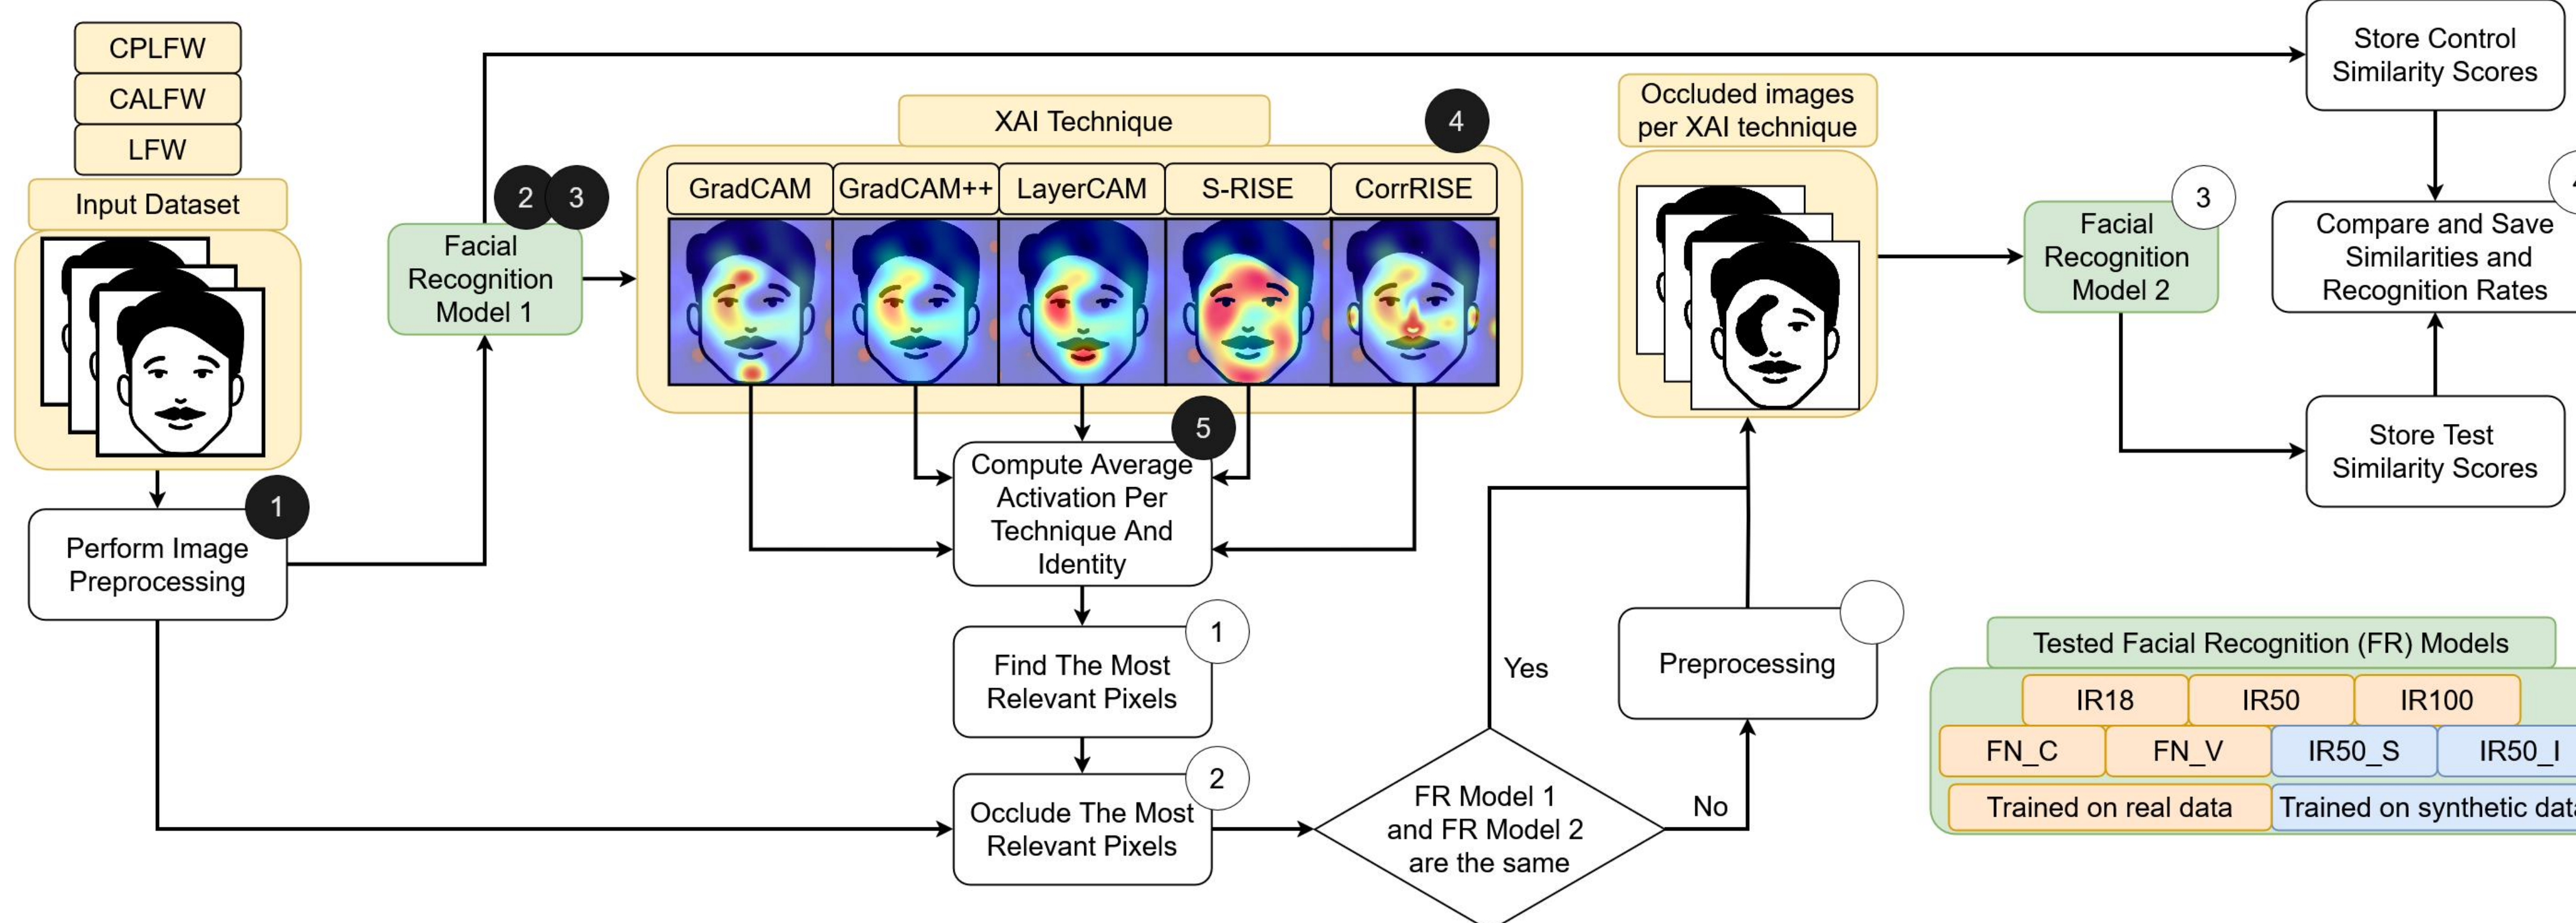 CPLFW
CALFW
LFW
Input Dataset
1
Perform Image
Preprocessing
2
3
Facial
Recognition
Model 1
XAI Technique
4
GradCAM
GradCAM++
LayerCAM
S-RISE
CorrRISE
5
Compute Average
Activation Per
Technique And
Identity
1
Find The Most
Relevant Pixels
2
Occlude The Most
Relevant Pixels
FR Model 1
and FR Model 2
are the same
Yes
No
Preprocessing
Occluded images
per XAI technique
3
Facial
Recognition
Model 2
Store Control
Similarity Scores
Compare and Save
Similarities and
Recognition Rates
Store Test
Similarity Scores
Tested Facial Recognition (FR) Models
IR18
IR50
IR100
FN_C
FN_V
IR50_S
IR50_I
Trained on real data
Trained on synthetic